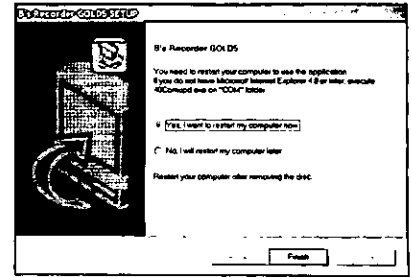 B's Recorder GOLD5 SETUP
B's Recorder GOLD5
You need to restart your computer to use the application.
If you do not have Microsoft Internet Explorer 4.0 or later, execute
40Comupd.exe on "COM" folder.
Yes, I want to restart my computer now.
No, I will restart my computer later.
Restart your computer after removing the disc.
Finish